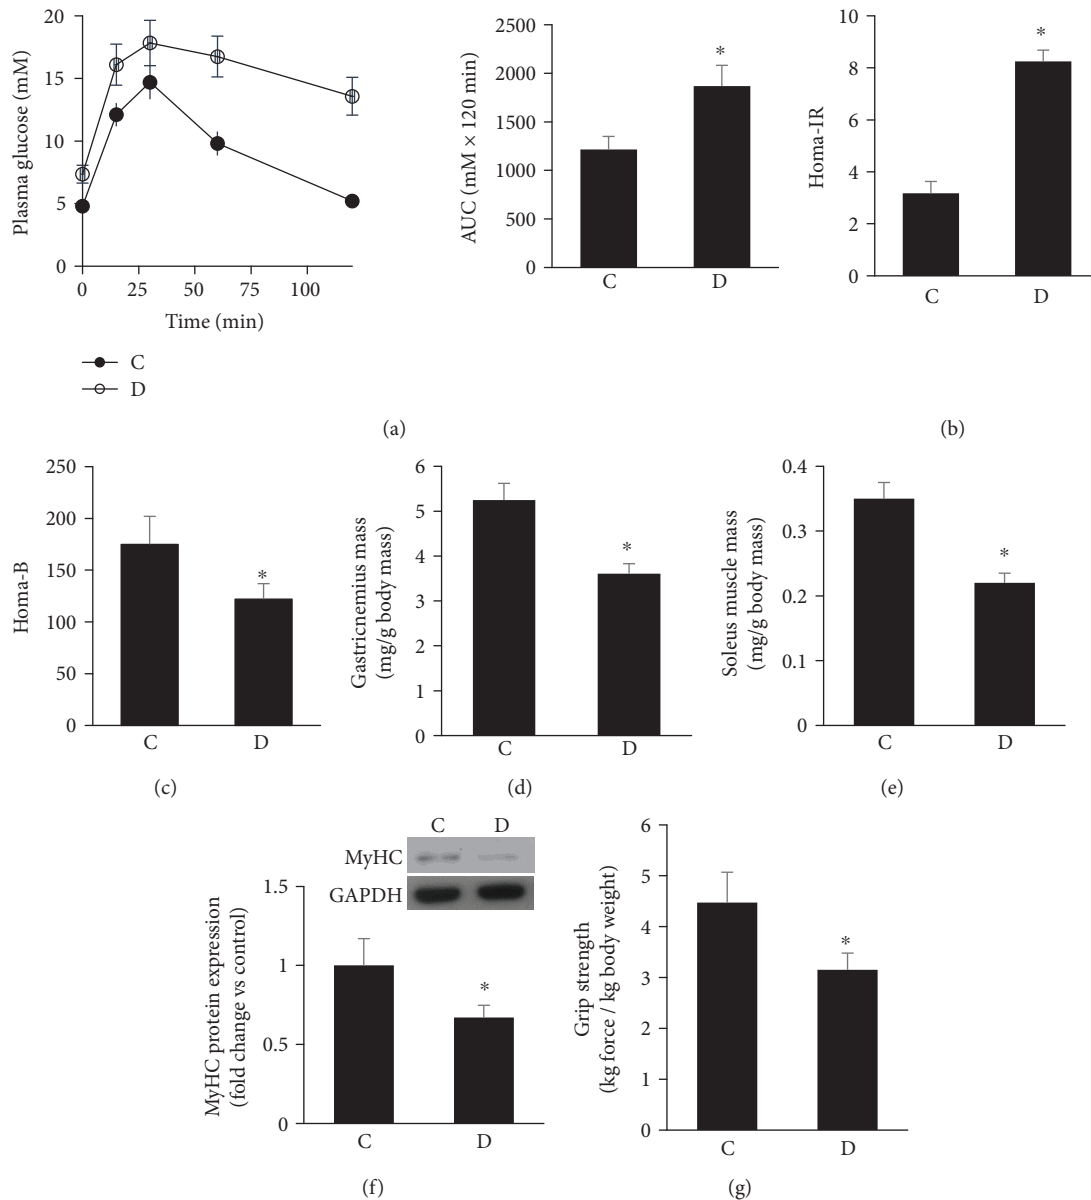 20
15
10
5
0
Plasma glucose (mM)
0 25 50 75 100
Time (min)
C
D
2500
2000
1500
1000
500
0
AUC (mM × 120 min)
*
C D
(a)
10
8
6
4
2
0
Homa-IR
*
C D
(b)
250
200
150
100
50
0
Homa-B
*
C D
(c)
6
5
4
3
2
1
0
Gastricnemius mass
(mg/g body mass)
*
C D
(d)
0.4
0.3
0.2
0.1
0
Soleus muscle mass
(mg/g body mass)
*
C D
(e)
C D
MyHC
GAPDH
1.5
1
0.5
0
MyHC protein expression
(fold change vs control)
*
C D
(f)
6
5
4
3
2
1
0
Grip strength
(kg force / kg body weight)
*
C D
(g)